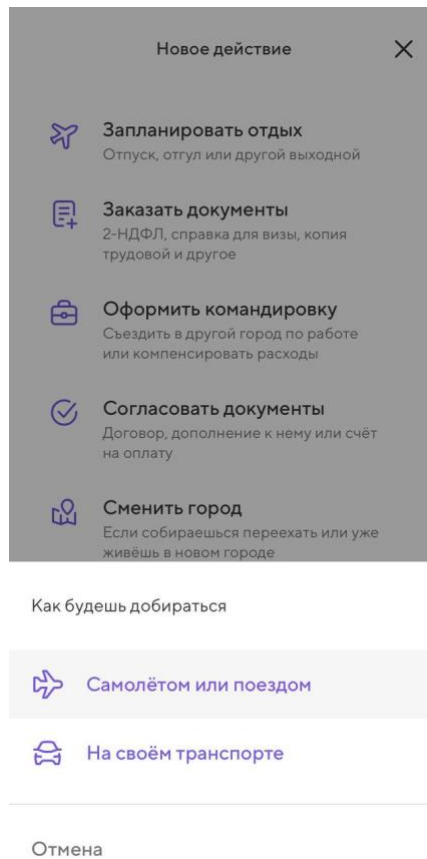 Новое действие
Запланировать отдых
Отпуск, отгул или другой выходной
Заказать документы
2-НДФЛ, справка для визы, копия
трудовой и другое
Оформить командировку
Съездить в другой город по работе
или компенсировать расходы
Согласовать документы
Договор, дополнение к нему или счёт
на оплату
Сменить город
Если собираешься переехать или уже
живёшь в новом городе
Как будешь добираться
Самолётом или поездом
На своём транспорте
Отмена